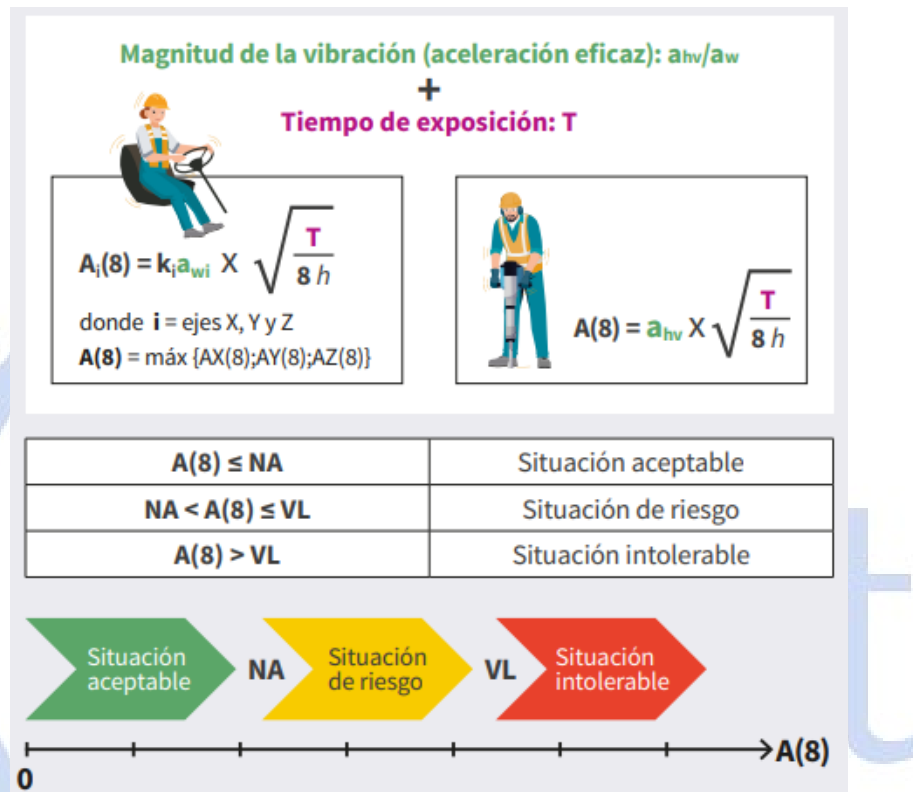 Magnitud de la vibración (aceleración eficaz): ahv/aw
+
Tiempo de exposición: T
Ai(8) = kiawi X √(T / 8 h)
donde i = ejes X, Y y Z
A(8) = máx {AX(8);AY(8);AZ(8)}
A(8) = ahv X √(T / 8 h)
A(8) ≤ NA Situación aceptable
NA < A(8) ≤ VL Situación de riesgo
A(8) > VL Situación intolerable
Situación aceptable
NA
Situación de riesgo
VL
Situación intolerable
0
A(8)